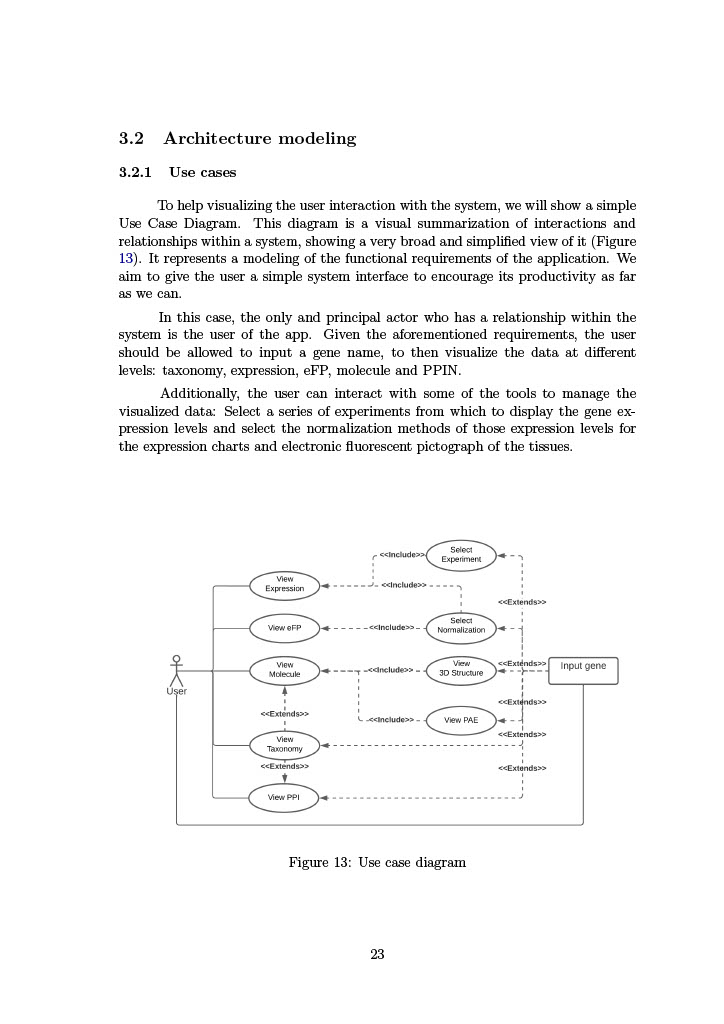 3.2 Architecture modeling
3.2.1 Use cases
To help visualizing the user interaction with the system, we will show a simple
Use Case Diagram. This diagram is a visual summarization of interactions and
relationships within a system, showing a very broad and simplified view of it (Figure
13). It represents a modeling of the functional requirements of the application. We
aim to give the user a simple system interface to encourage its productivity as far
as we can.
In this case, the only and principal actor who has a relationship within the
system is the user of the app. Given the aforementioned requirements, the user
should be allowed to input a gene name, to then visualize the data at different
levels: taxonomy, expression, eFP, molecule and PPIN.
Additionally, the user can interact with some of the tools to manage the
visualized data: Select a series of experiments from which to display the gene ex-
pression levels and select the normalization methods of those expression levels for
the expression charts and electronic fluorescent pictograph of the tissues.
<<Include>>
Select
Experiment
View
Expression
<<Include>>
<<Extends>>
View eFP
<<Include>>
Select
Normalization
User
View
Molecule
<<Include>>
View
3D Structure
<<Extends>>
Input gene
<<Extends>>
<<Extends>>
<<Include>>
View PAE
<<Extends>>
View
Taxonomy
<<Extends>>
<<Extends>>
View PPI
Figure 13: Use case diagram
23